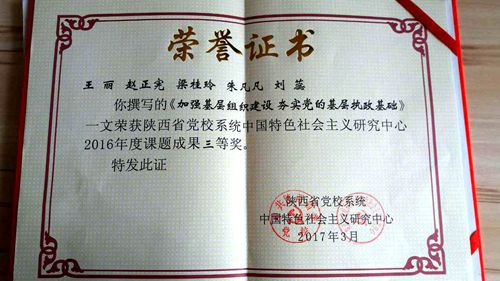 荣誉证书
王丽 赵正宪 梁桂玲 朱凡凡 刘蕊
你撰写的《加强基层组织建设 夯实党的基层执政基础》
一文荣获陕西省党校系统中国特色社会主义研究中心
2016年度课题成果三等奖。
特发此证
陕西省党校系统
中国特色社会主义研究中心
2017年3月